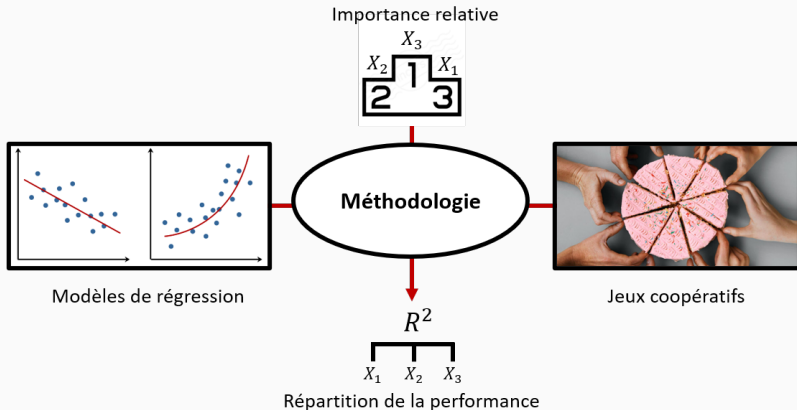 Importance relative
X₃
X₂ X₁
1
2 3
Méthodologie
Modèles de régression
Jeux coopératifs
R²
X₁ X₂ X₃
Répartition de la performance